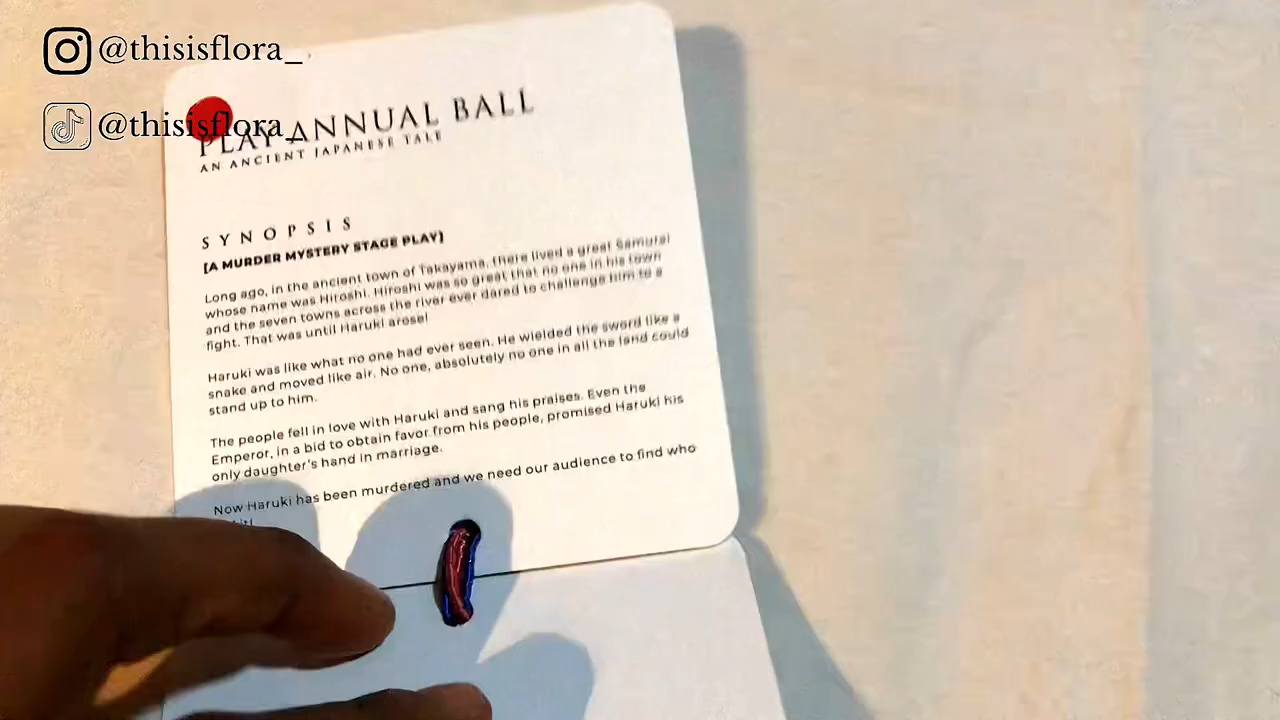 @thisisflora_
@thisisflora_
PLAY ANNUAL BALL
AN ANCIENT JAPANESE TALE
SYNOPSIS
[A MURDER MYSTERY STAGE PLAY]
Long ago, in the ancient town of Takayama, there lived a great Samurai
whose name was Hiroshi. Hiroshi was so great that no one in his town
and the seven towns across the river ever dared to challenge him to a
fight. That was until Haruki arose!
Haruki was like what no one had ever seen. He wielded the sword like a
snake and moved like air. No one, absolutely no one in all the land could
stand up to him.
The people fell in love with Haruki and sang his praises. Even the
Emperor, in a bid to obtain favor from his people, promised Haruki his
only daughter's hand in marriage.
Now Haruki has been murdered and we need our audience to find who
it!